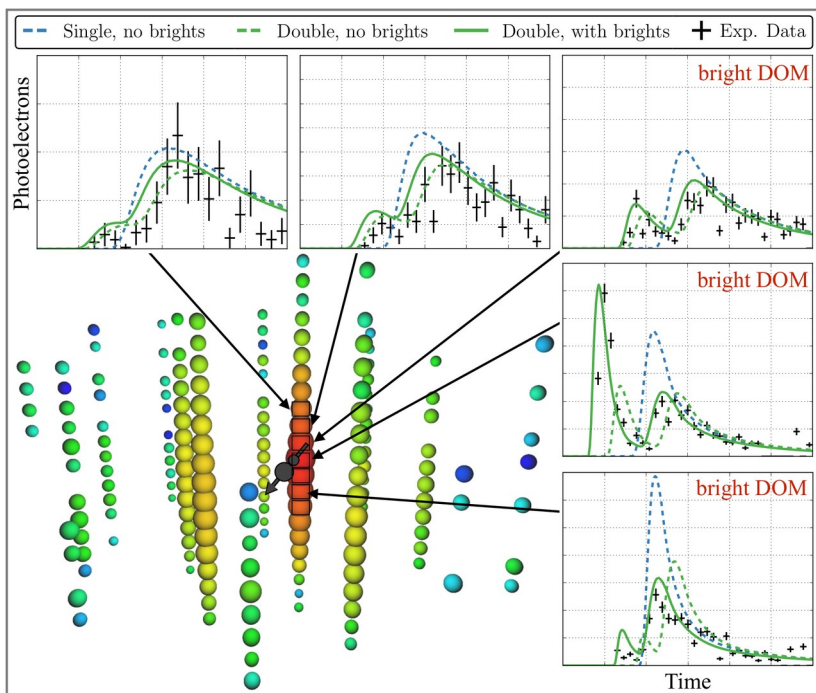 Single, no brights Double, no brights Double, with brights Exp. Data
Photoelectrons
bright DOM
bright DOM
bright DOM
Time